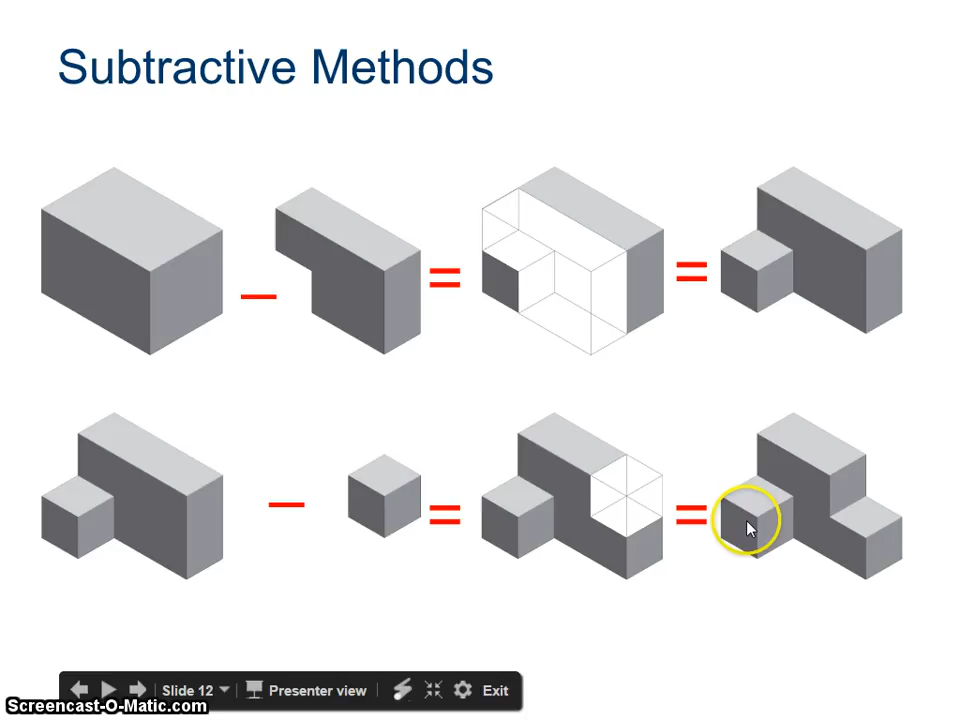 Subtractive Methods
— =  =
— =  =
Slide 12 Presenter view Exit
Screencast-O-Matic.com